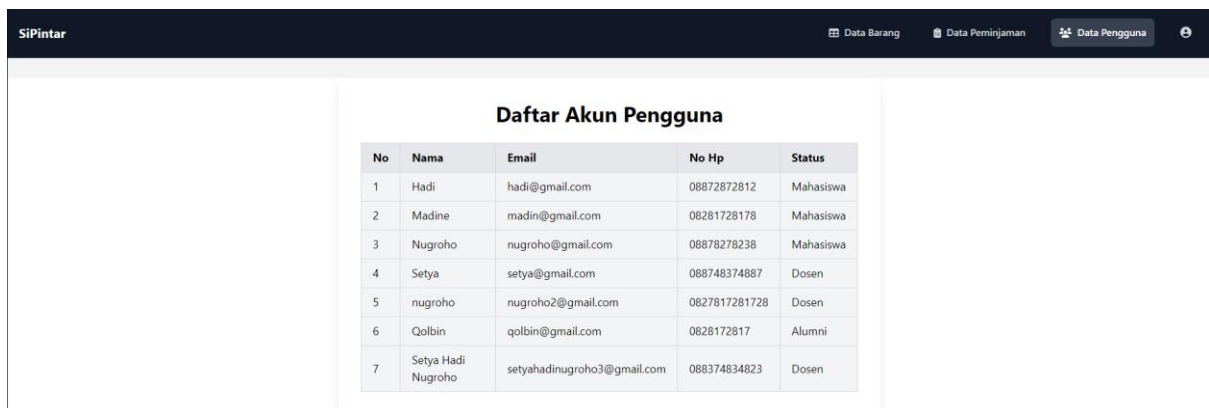 SiPintar Data Barang Data Peminjaman Data Pengguna
Daftar Akun Pengguna
No Nama Email No Hp Status
1 Hadi hadi@gmail.com 08872872812 Mahasiswa
2 Madine madin@gmail.com 08281728178 Mahasiswa
3 Nugroho nugroho@gmail.com 08878278238 Mahasiswa
4 Setya setya@gmail.com 088748374887 Dosen
5 nugroho nugroho2@gmail.com 0827817281728 Dosen
6 Qolbin qolbin@gmail.com 0828172817 Alumni
7 Setya Hadi
Nugroho setyahadinugroho3@gmail.com 088374834823 Dosen